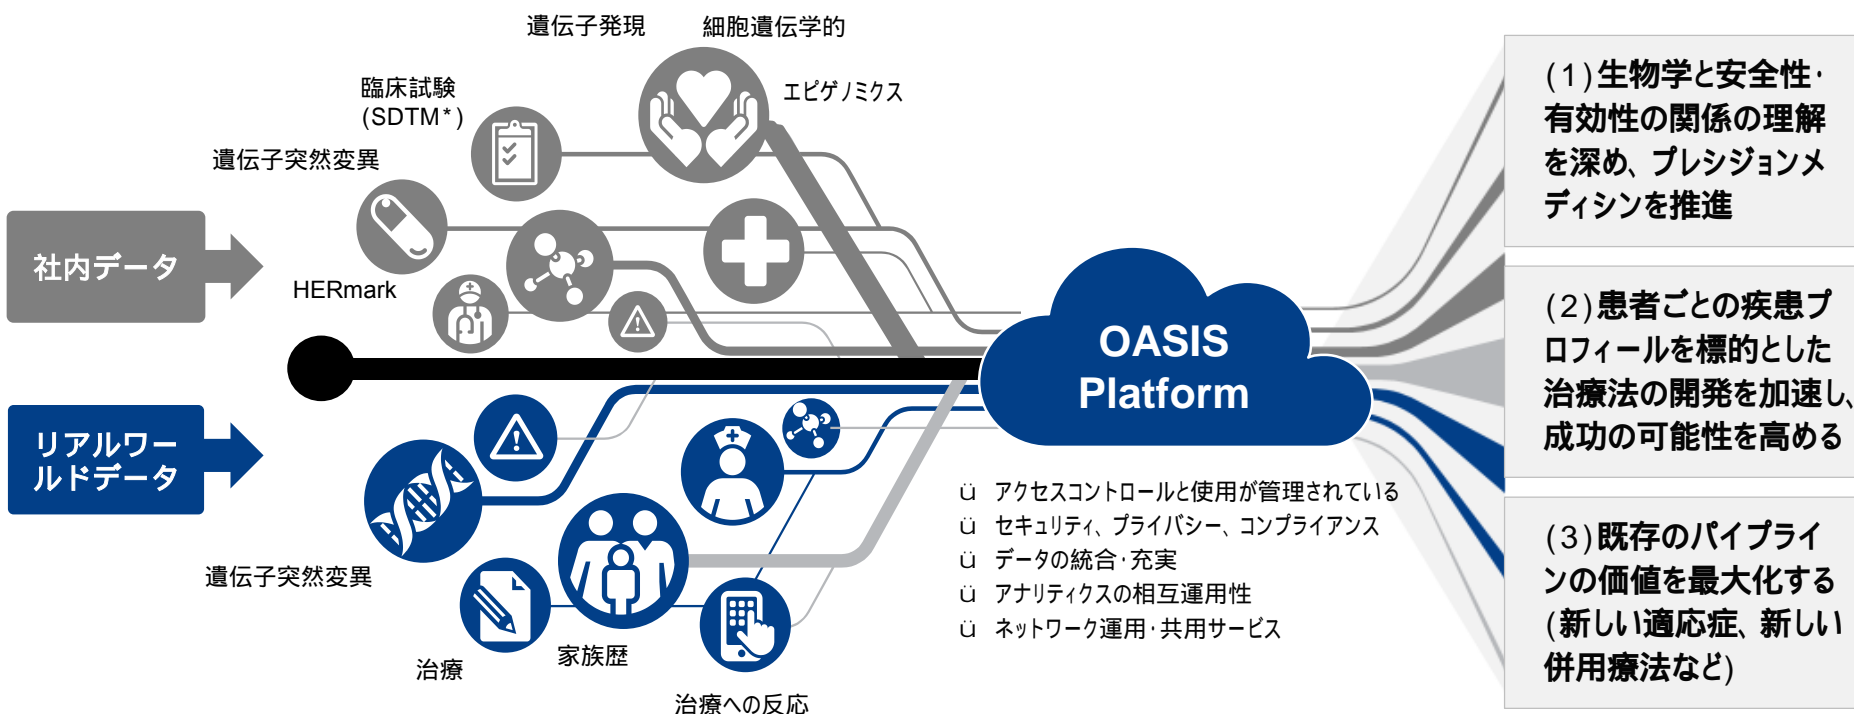 遺伝子発現
細胞遺伝学的
臨床試験
(SDTM*)
エピゲノミクス
遺伝子突然変異
社内データ
HERmark
リアルワー
ルドデータ
遺伝子突然変異
治療
家族歴
治療への反応
OASIS
Platform
ü アクセスコントロールと使用が管理されている
ü セキュリティ、プライバシー、コンプライアンス
ü データの統合・充実
ü アナリティクスの相互運用性
ü ネットワーク運用・共用サービス
(1)生物学と安全性・
有効性の関係の理解
を深め、プレシジョンメ
ディシンを推進
(2)患者ごとの疾患プ
ロフィールを標的とした
治療法の開発を加速し、
成功の可能性を高める
(3)既存のパイプライ
ンの価値を最大化する
(新しい適応症、新しい
併用療法など)